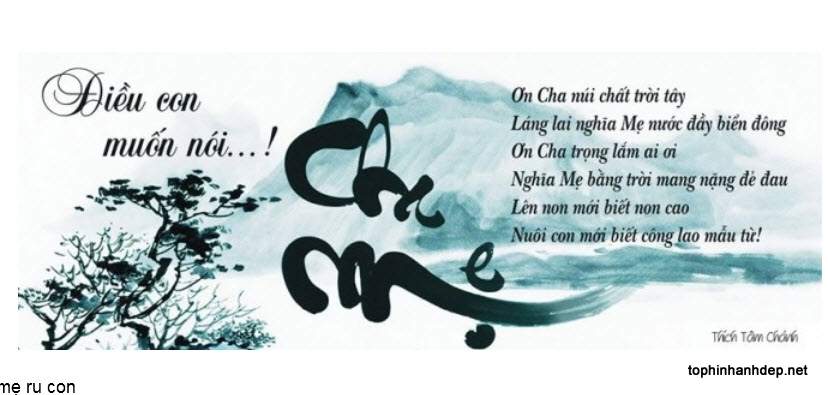 Điều con
muốn nói...!
Cha
Mẹ
Ơn Cha núi chất trời tây
Láng lai nghĩa Mẹ nước đầy biển đông
Ơn Cha trọng lắm ai ơi
Nghĩa Mẹ bằng trời mang nặng đẻ đau
Lên non mới biết non cao
Nuôi con mới biết công lao mẫu từ!
Thích Tâm Chánh
tophinhanhdep.net
mẹ ru con